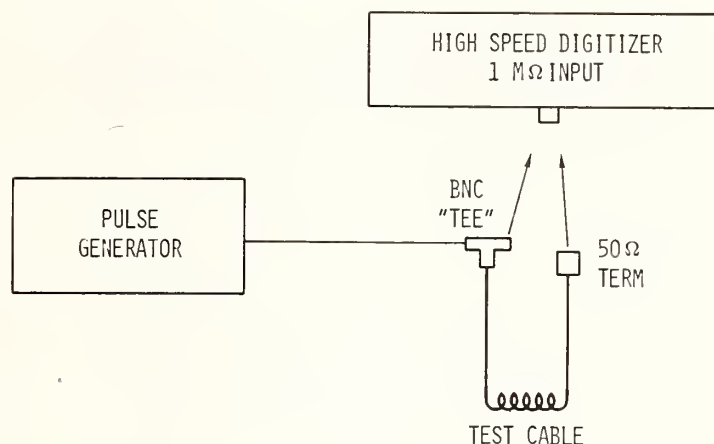 HIGH SPEED DIGITIZER
1 MΩ INPUT
BNC
"TEE"
PULSE
GENERATOR
50Ω
TERM
TEST CABLE